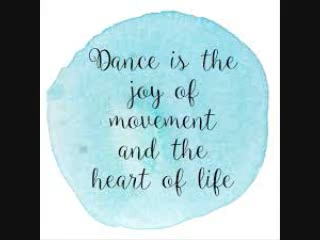 Dance is the
joy of
movement
and the
heart of life